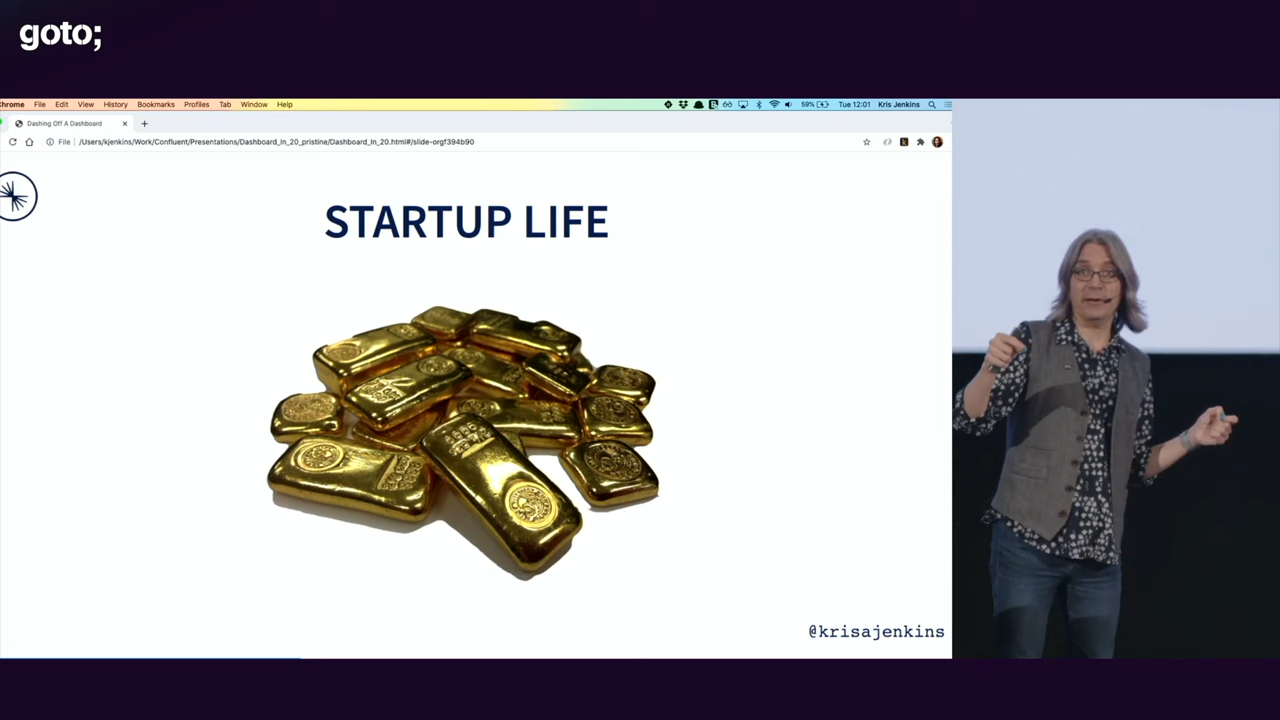 goto;
Chrome File Edit View History Bookmarks Profiles Tab Window Help 59% Tue 12:01 Kris Jenkins
Dashing Off A Dashboard
File /Users/kjenkins/Work/Confluent/Presentations/Dashboard_In_20_pristine/Dashboard_In_20.html#/slide-orgf394b90
STARTUP LIFE
@krisajenkins